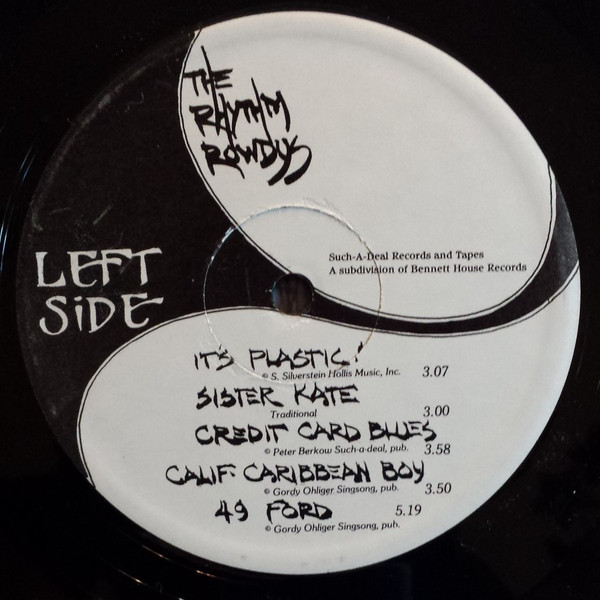 THE
RHYTHM
ROWDYS
Such-A-Deal Records and Tapes
A subdivision of Bennett House Records
LEFT
SIDE
IT'S PLASTIC!
© S. Silverstein Hollis Music, Inc. 3.07
SISTER KATE
Traditional 3.00
CREDIT CARD BLUES
© Peter Berkow Such-a-deal, pub. 3.58
CALIF. CARIBBEAN BOY
© Gordy Ohliger Singsong, pub. 3.50
49 FORD 5.19
© Gordy Ohliger Singsong, pub.